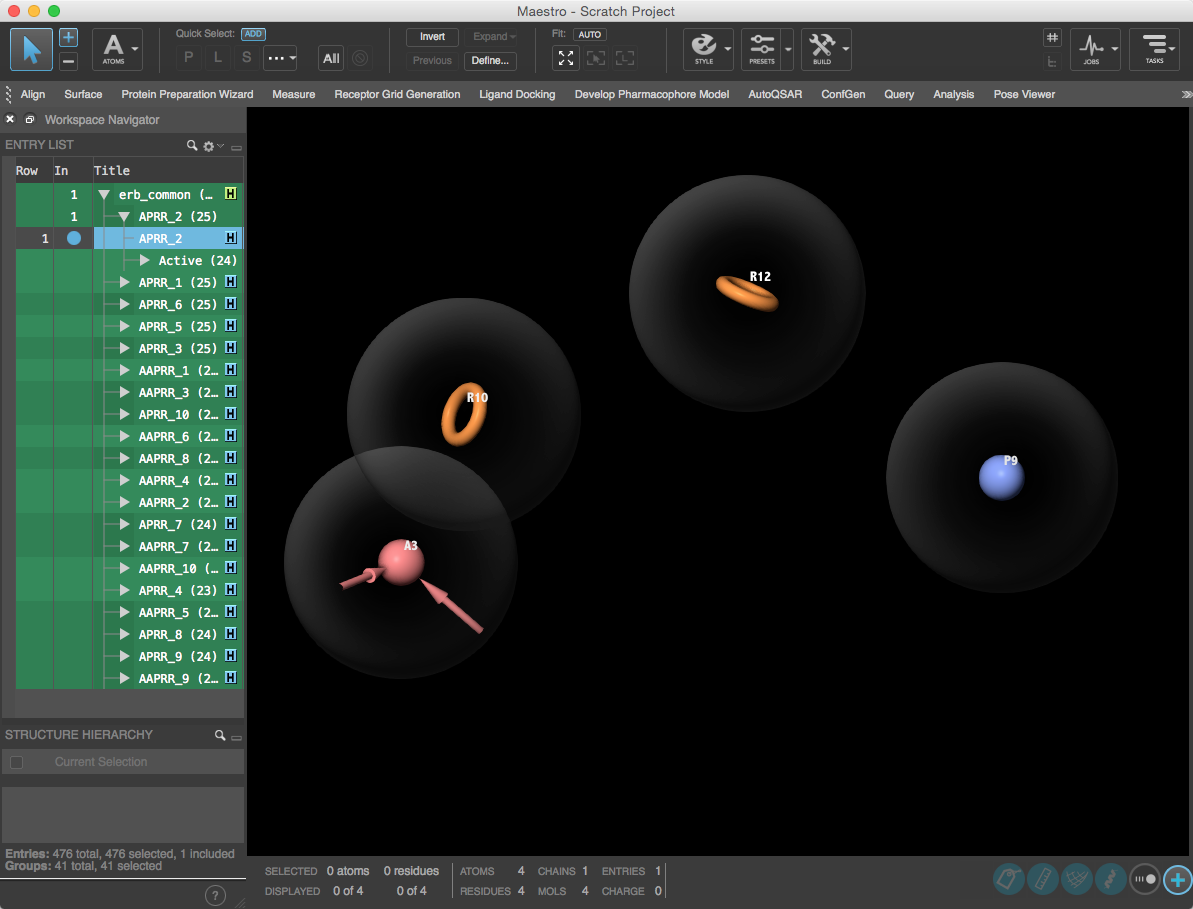 Maestro - Scratch Project
ATOMS
Quick Select: ADD
P L S ... All
Invert Expand
Previous Define...
Fit: AUTO
STYLE PRESETS BUILD JOBS TASKS
Align Surface Protein Preparation Wizard Measure Receptor Grid Generation Ligand Docking Develop Pharmacophore Model AutoQSAR ConfGen Query Analysis Pose Viewer
Workspace Navigator
ENTRY LIST
Row In Title
1 erb_common (… H
1 APRR_2 (25)
1 APRR_2 H
Active (24)
APRR_1 (25) H
APRR_6 (25) H
APRR_5 (25) H
APRR_3 (25) H
AAPRR_1 (2… H
AAPRR_3 (2… H
APRR_10 (2… H
AAPRR_6 (2… H
AAPRR_8 (2… H
AAPRR_4 (2… H
AAPRR_2 (2… H
APRR_7 (24) H
AAPRR_7 (2… H
AAPRR_10 (… H
APRR_4 (23) H
AAPRR_5 (2… H
APRR_8 (24) H
APRR_9 (24) H
AAPRR_9 (2… H
R12
R10
P9
A3
STRUCTURE HIERARCHY
Current Selection
Entries: 476 total, 476 selected, 1 included
Groups: 41 total, 41 selected
?
SELECTED 0 atoms 0 residues ATOMS 4 CHAINS 1 ENTRIES 1
DISPLAYED 0 of 4 0 of 4 RESIDUES 4 MOLS 4 CHARGE 0